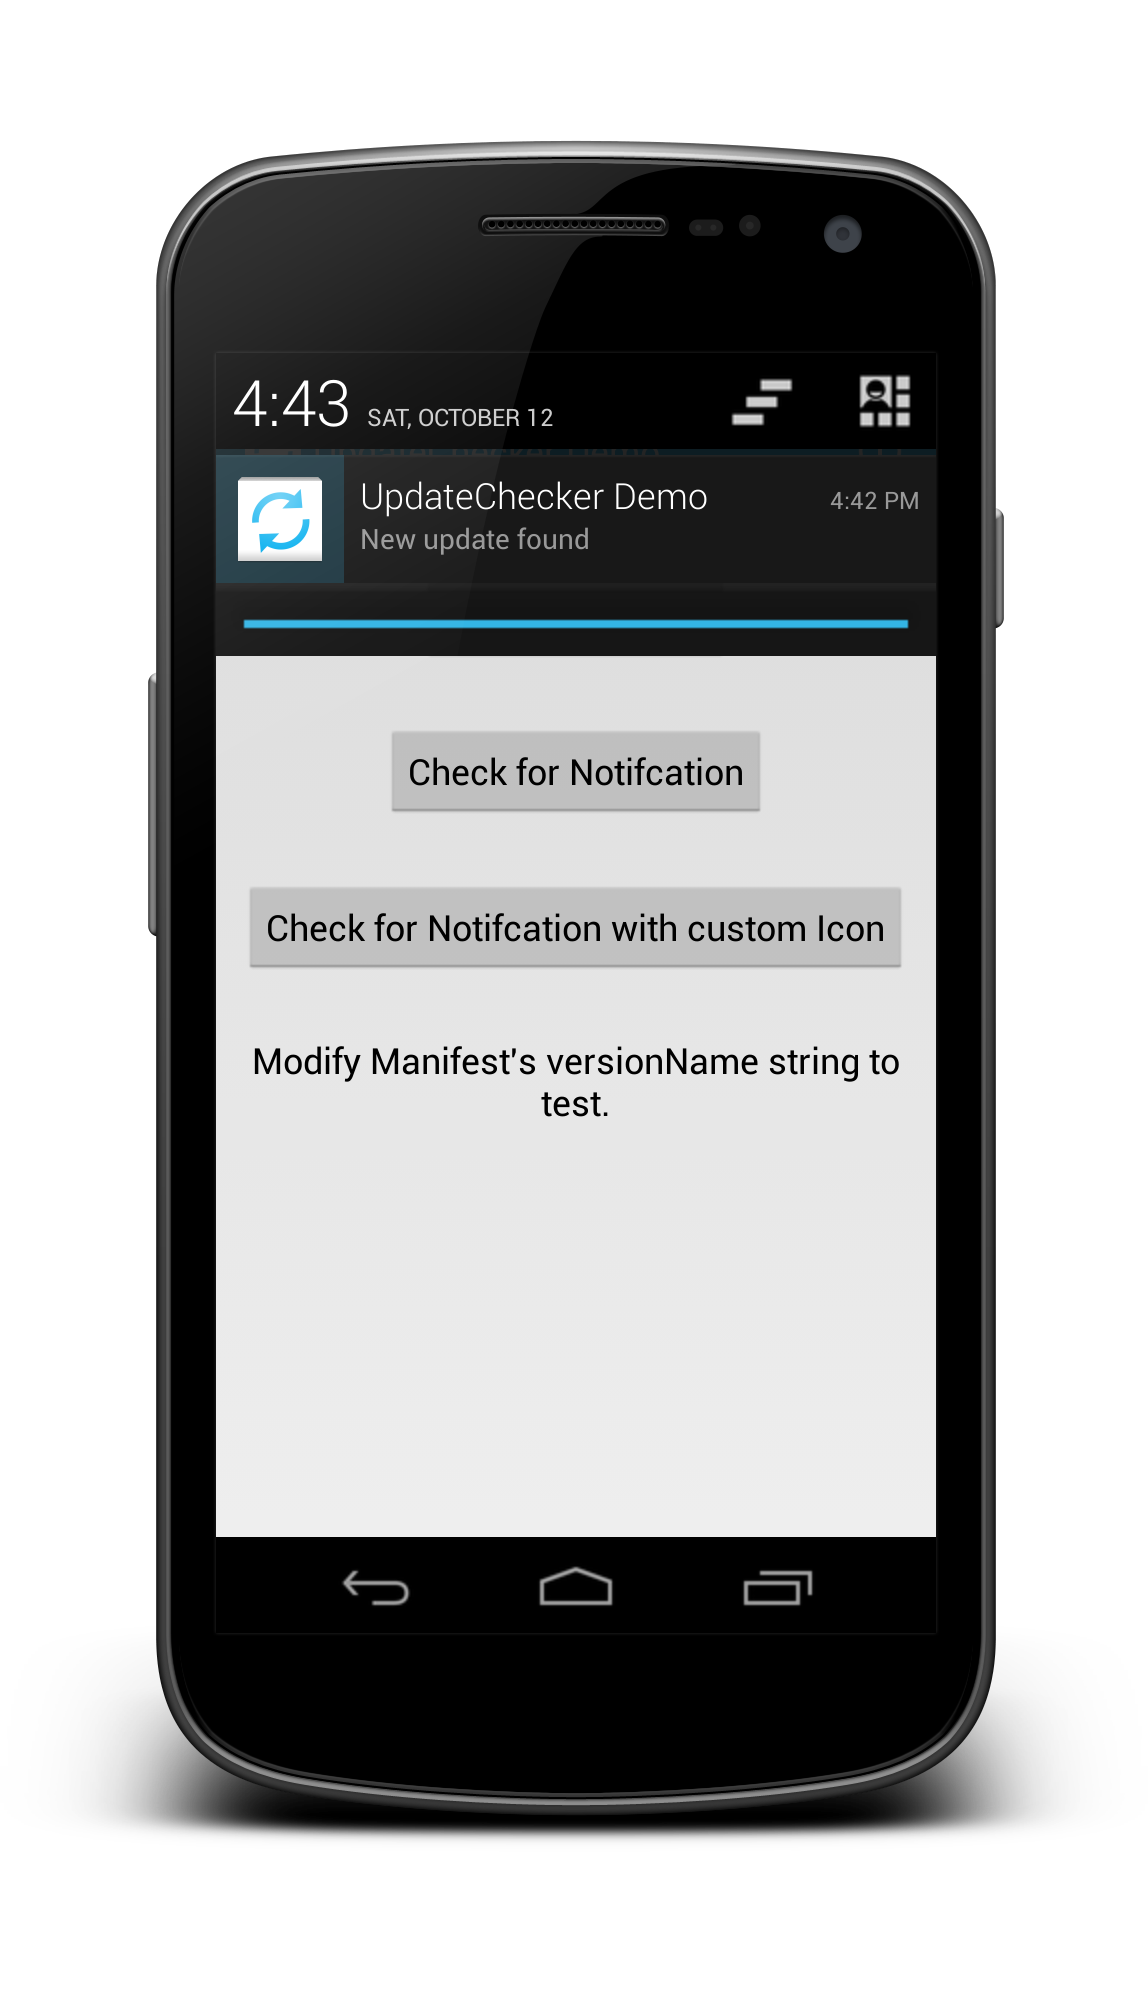 4:43 SAT, OCTOBER 12
UpdateChecker Demo 4:42 PM
New update found
Check for Notifcation
Check for Notifcation with custom Icon
Modify Manifest's versionName string to
test.